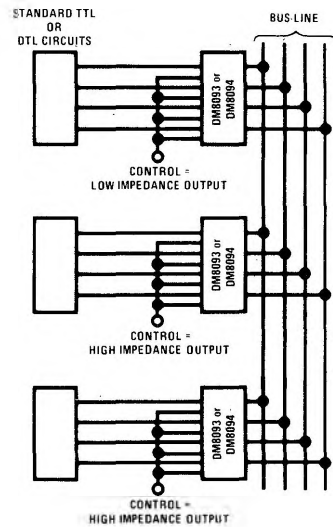 STANDARD TTL
OR
DTL CIRCUITS
BUS-LINE
DM8093 or
DM8094
CONTROL =
LOW IMPEDANCE OUTPUT
DM8093 or
DM8094
CONTROL =
HIGH IMPEDANCE OUTPUT
DM8093 or
DM8094
CONTROL =
HIGH IMPEDANCE OUTPUT